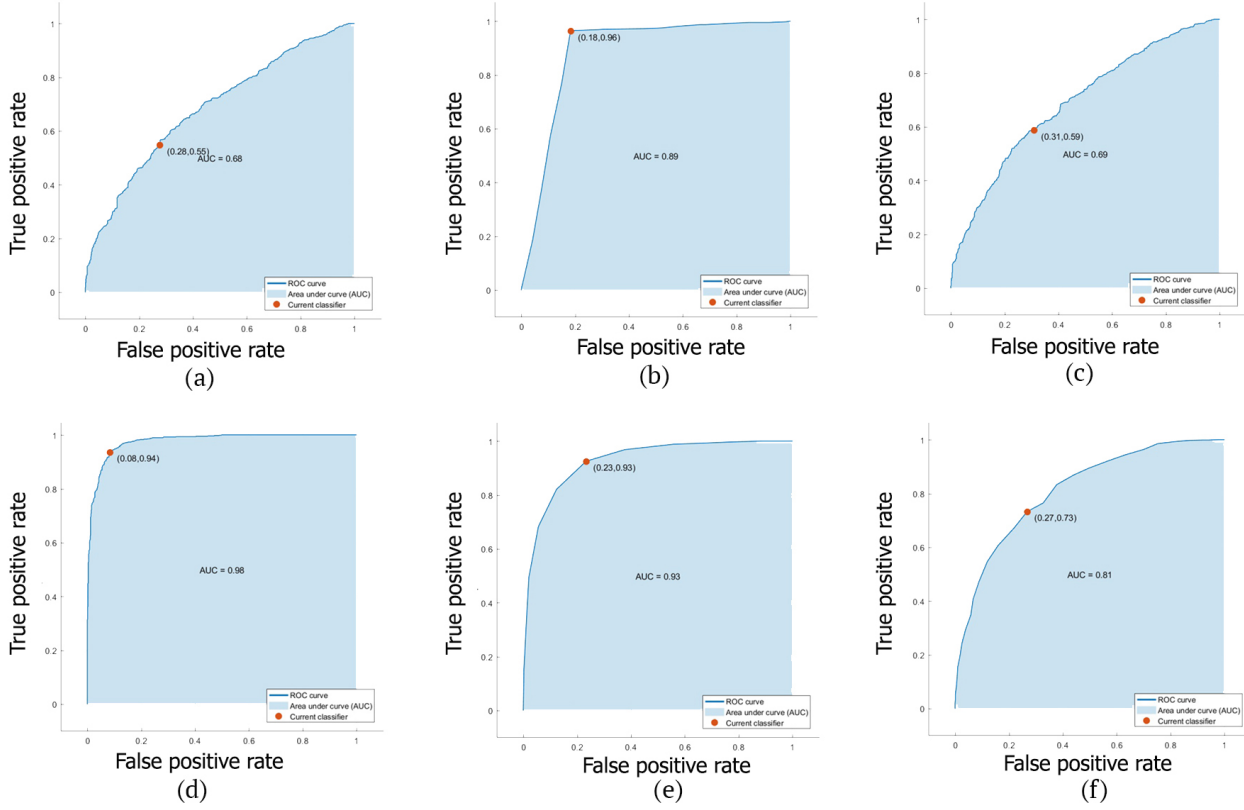 True positive rate
1
0.8
0.6
0.4
0.2
0
(0.28,0.55)
AUC = 0.68
ROC curve
Area under curve (AUC)
Current classifier
0 0.2 0.4 0.6 0.8 1
False positive rate
(a)
True positive rate
1
0.8
0.6
0.4
0.2
0
(0.18,0.96)
AUC = 0.89
ROC curve
Area under curve (AUC)
Current classifier
0 0.2 0.4 0.6 0.8 1
False positive rate
(b)
True positive rate
1
0.8
0.6
0.4
0.2
0
(0.31,0.59)
AUC = 0.69
ROC curve
Area under curve (AUC)
Current classifier
0 0.2 0.4 0.6 0.8 1
False positive rate
(c)
True positive rate
1
0.8
0.6
0.4
0.2
0
(0.08,0.94)
AUC = 0.98
ROC curve
Area under curve (AUC)
Current classifier
0 0.2 0.4 0.6 0.8 1
False positive rate
(d)
True positive rate
1
0.8
0.6
0.4
0.2
0
(0.23,0.93)
AUC = 0.93
ROC curve
Area under curve (AUC)
Current classifier
0 0.2 0.4 0.6 0.8 1
False positive rate
(e)
True positive rate
1
0.8
0.6
0.4
0.2
0
(0.27,0.73)
AUC = 0.81
ROC curve
Area under curve (AUC)
Current classifier
0 0.2 0.4 0.6 0.8 1
False positive rate
(f)